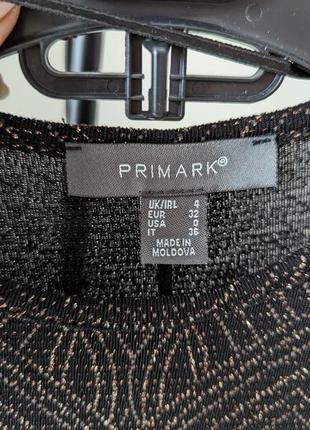 PRIMARK®
UK/IRL 4
EUR 32
USA 0
IT 36
MADE IN
MOLDOVA